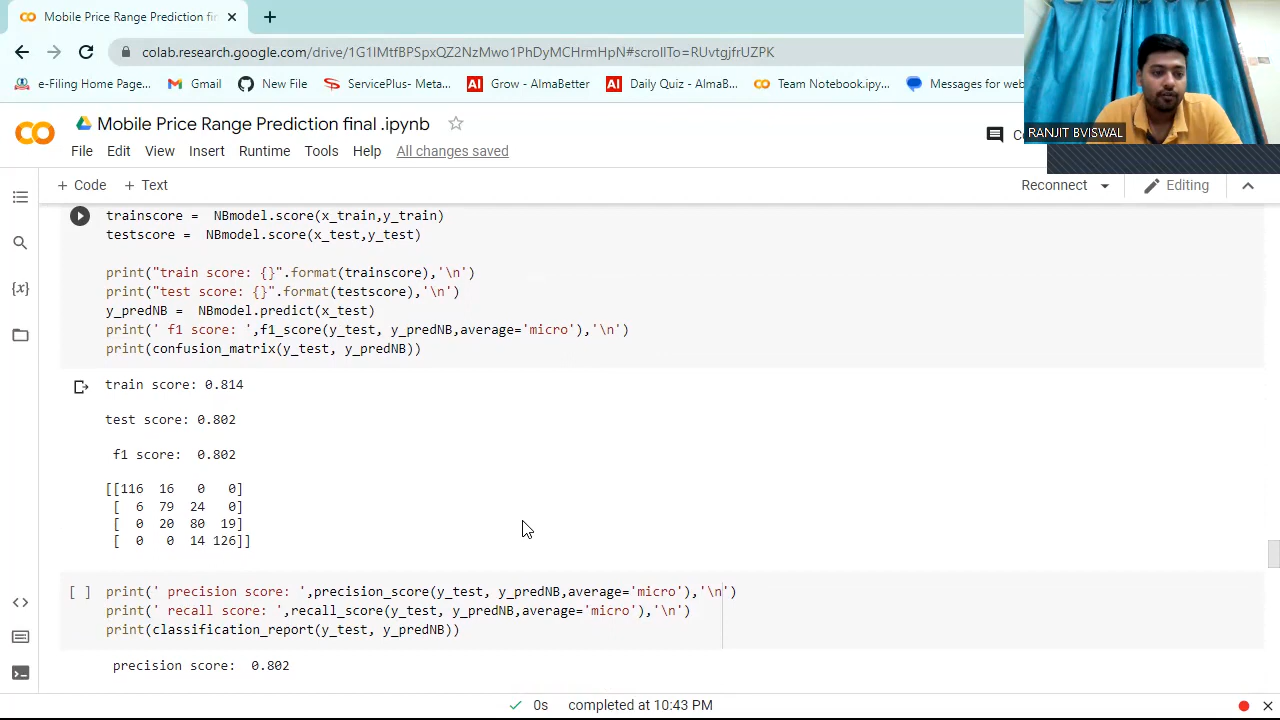 Mobile Price Range Prediction fin
colab.research.google.com/drive/1G1IMtfBPSpxQZ2NzMwo1PhDyMCHrmHpN#scrollTo=RUvtgjfrUZPK
e-Filing Home Page... Gmail New File ServicePlus- Meta... AI Grow - AlmaBetter AI Daily Quiz - AlmaB... Team Notebook.ipy... Messages for web
RANJIT BVISWAL
Mobile Price Range Prediction final .ipynb
File Edit View Insert Runtime Tools Help All changes saved
+ Code + Text Reconnect Editing
trainscore = NBmodel.score(x_train,y_train)
testscore = NBmodel.score(x_test,y_test)
print("train score: {}".format(trainscore),'\n')
print("test score: {}".format(testscore),'\n')
y_predNB = NBmodel.predict(x_test)
print(' f1 score: ',f1_score(y_test, y_predNB,average='micro'),'\n')
print(confusion_matrix(y_test, y_predNB))
train score: 0.814
test score: 0.802
f1 score: 0.802
[[116 16 0 0]
[ 6 79 24 0]
[ 0 20 80 19]
[ 0 0 14 126]]
[ ] print(' precision score: ',precision_score(y_test, y_predNB,average='micro'),'\n')
print(' recall score: ',recall_score(y_test, y_predNB,average='micro'),'\n')
print(classification_report(y_test, y_predNB))
precision score: 0.802
0s completed at 10:43 PM